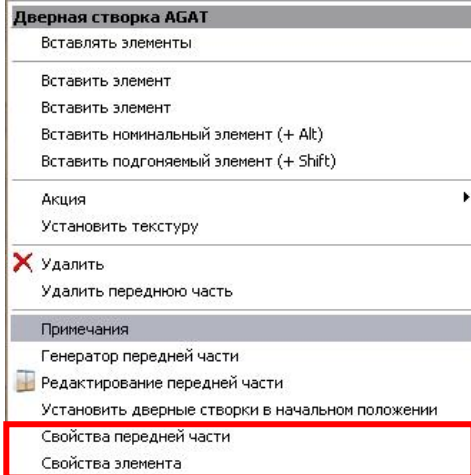 Дверная створка AGAT
Вставлять элементы
Вставить элемент
Вставить элемент
Вставить номинальный элемент (+ Alt)
Вставить подгоняемый элемент (+ Shift)
Акция
Установить текстуру
Удалить
Удалить переднюю часть
Примечания
Генератор передней части
Редактирование передней части
Установить дверные створки в начальном положении
Свойства передней части
Свойства элемента